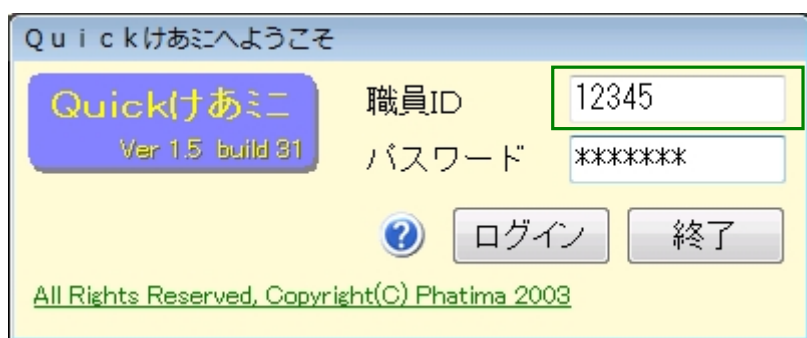 Quickけあミニへようこそ
Quickけあミニ
Ver 1.5 build 31
職員ID
12345
パスワード
*******
ログイン
終了
All Rights Reserved, Copyright(C) Phatima 2003